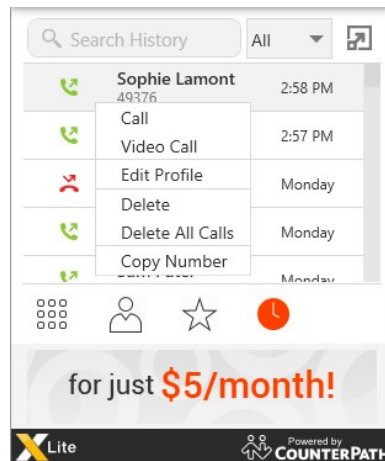 Search History
All
Sophie Lamont
49376
2:58 PM
Call
Video Call
2:57 PM
Edit Profile
Monday
Delete
Delete All Calls
Monday
Copy Number
Monday
for just $5/month!
X Lite
Powered by
COUNTERPATH